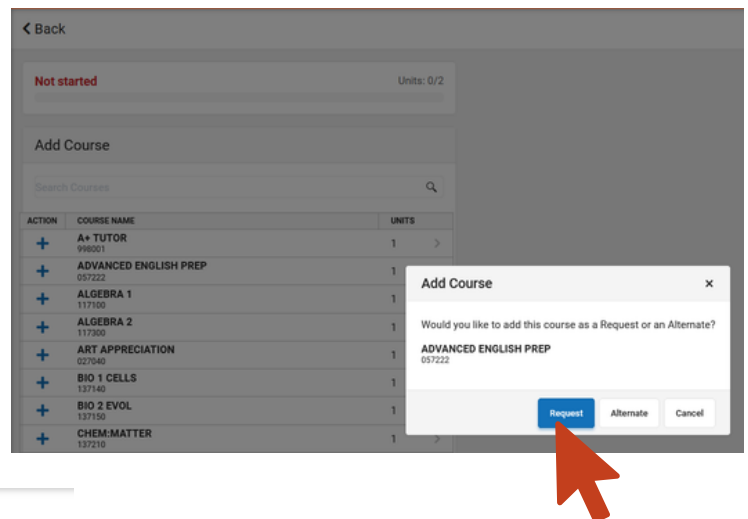 Back
Not started Units: 0/2
Add Course
Search Courses
ACTION COURSE NAME UNITS
A+ TUTOR 1
998001
ADVANCED ENGLISH PREP 1
057222
ALGEBRA 1 1
117100
ALGEBRA 2 1
117300
ART APPRECIATION 1
027040
BIO 1 CELLS 1
137140
BIO 2 EVOL 1
137150
CHEM:MATTER 1
137210
Add Course ×
Would you like to add this course as a Request or an Alternate?
ADVANCED ENGLISH PREP
057222
Request Alternate Cancel